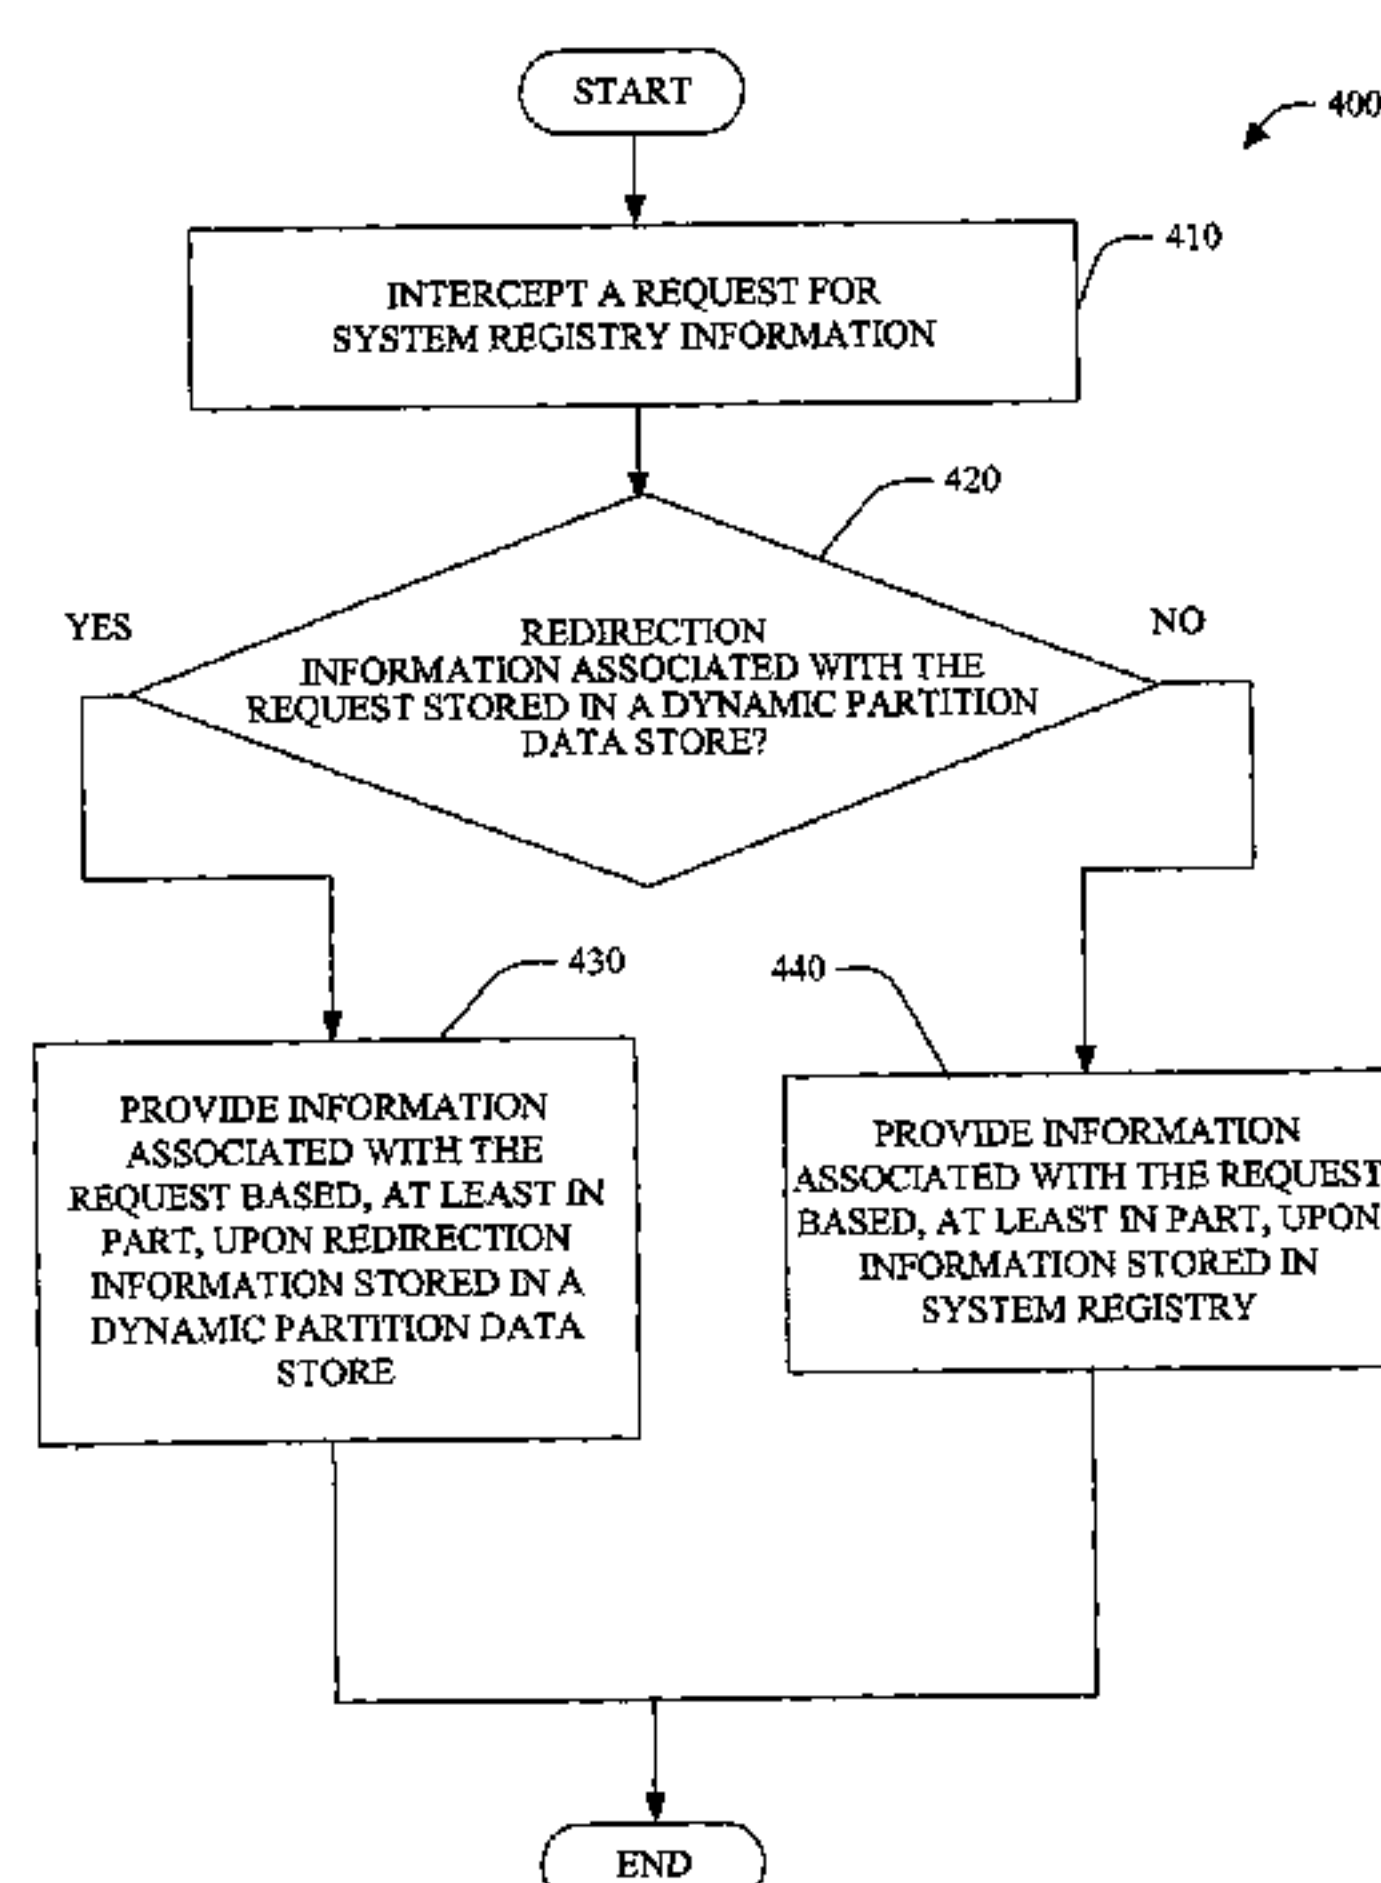 START
400
410
INTERCEPT A REQUEST FOR
SYSTEM REGISTRY INFORMATION
420
YES
NO
REDIRECTION
INFORMATION ASSOCIATED WITH THE
REQUEST STORED IN A DYNAMIC PARTITION
DATA STORE?
430
440
PROVIDE INFORMATION
ASSOCIATED WITH THE
REQUEST BASED, AT LEAST IN
PART, UPON REDIRECTION
INFORMATION STORED IN A
DYNAMIC PARTITION DATA
STORE
PROVIDE INFORMATION
ASSOCIATED WITH THE REQUEST
BASED, AT LEAST IN PART, UPON
INFORMATION STORED IN
SYSTEM REGISTRY
END